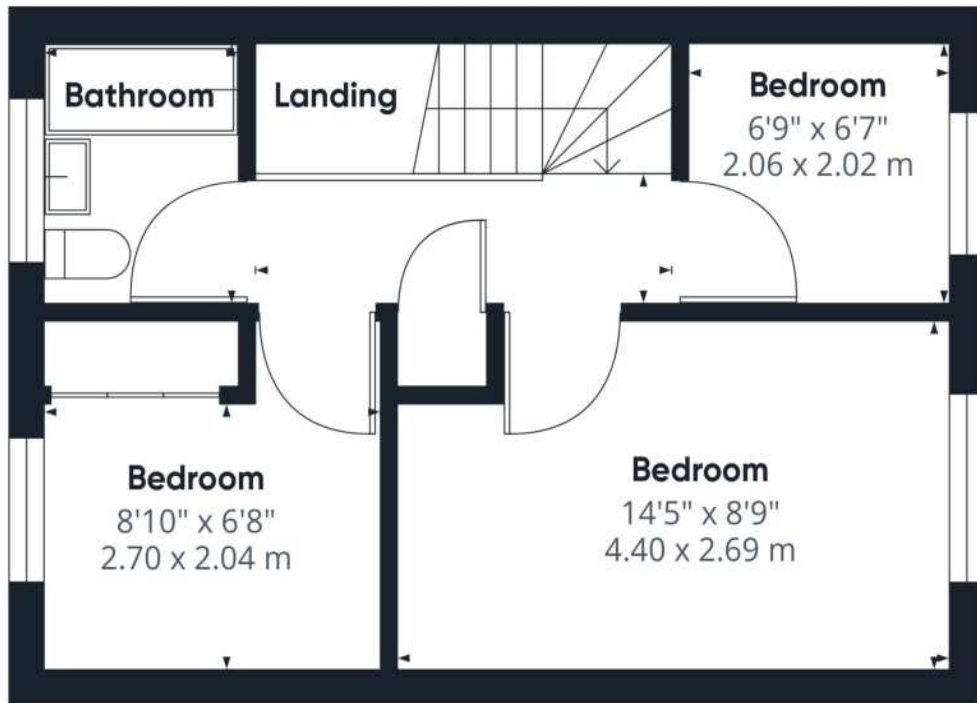 Bathroom
Landing
Bedroom
6'9" x 6'7"
2.06 x 2.02 m
Bedroom
8'10" x 6'8"
2.70 x 2.04 m
Bedroom
14'5" x 8'9"
4.40 x 2.69 m